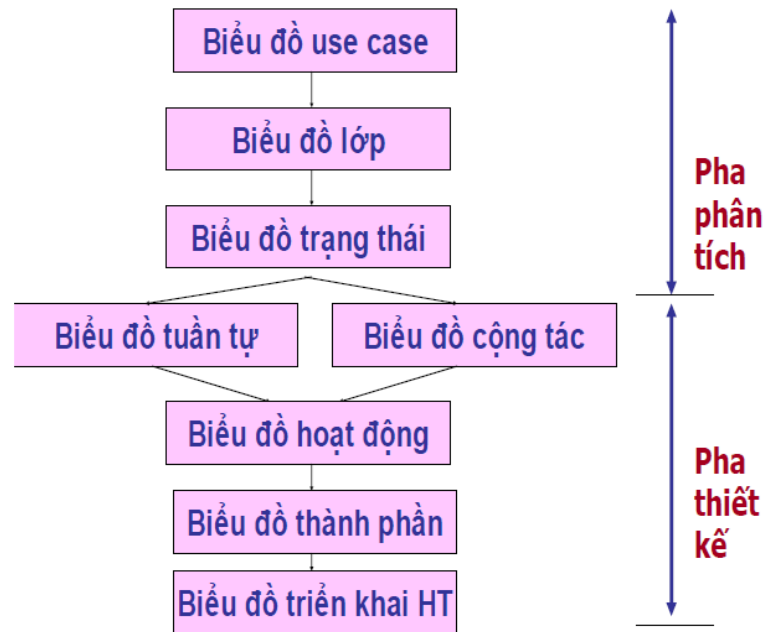 Biểu đồ use case
Biểu đồ lớp
Biểu đồ trạng thái
Pha
phân
tích
Biểu đồ tuần tự
Biểu đồ cộng tác
Biểu đồ hoạt động
Biểu đồ thành phần
Biểu đồ triển khai HT
Pha
thiết
kế